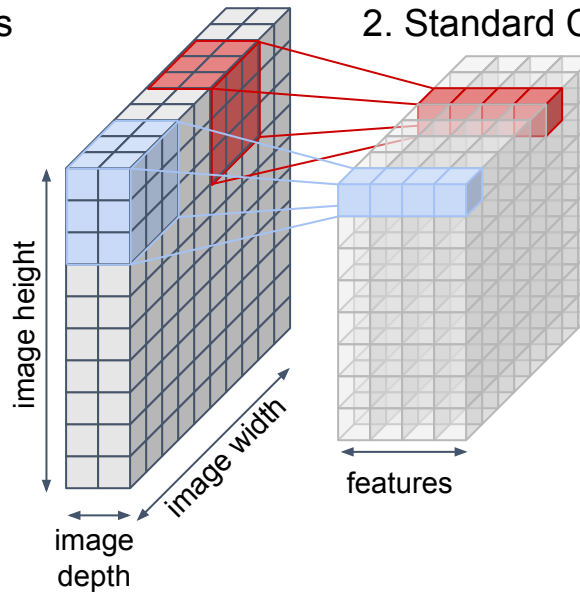 s
2. Standard C
image height
image width
image
depth
features